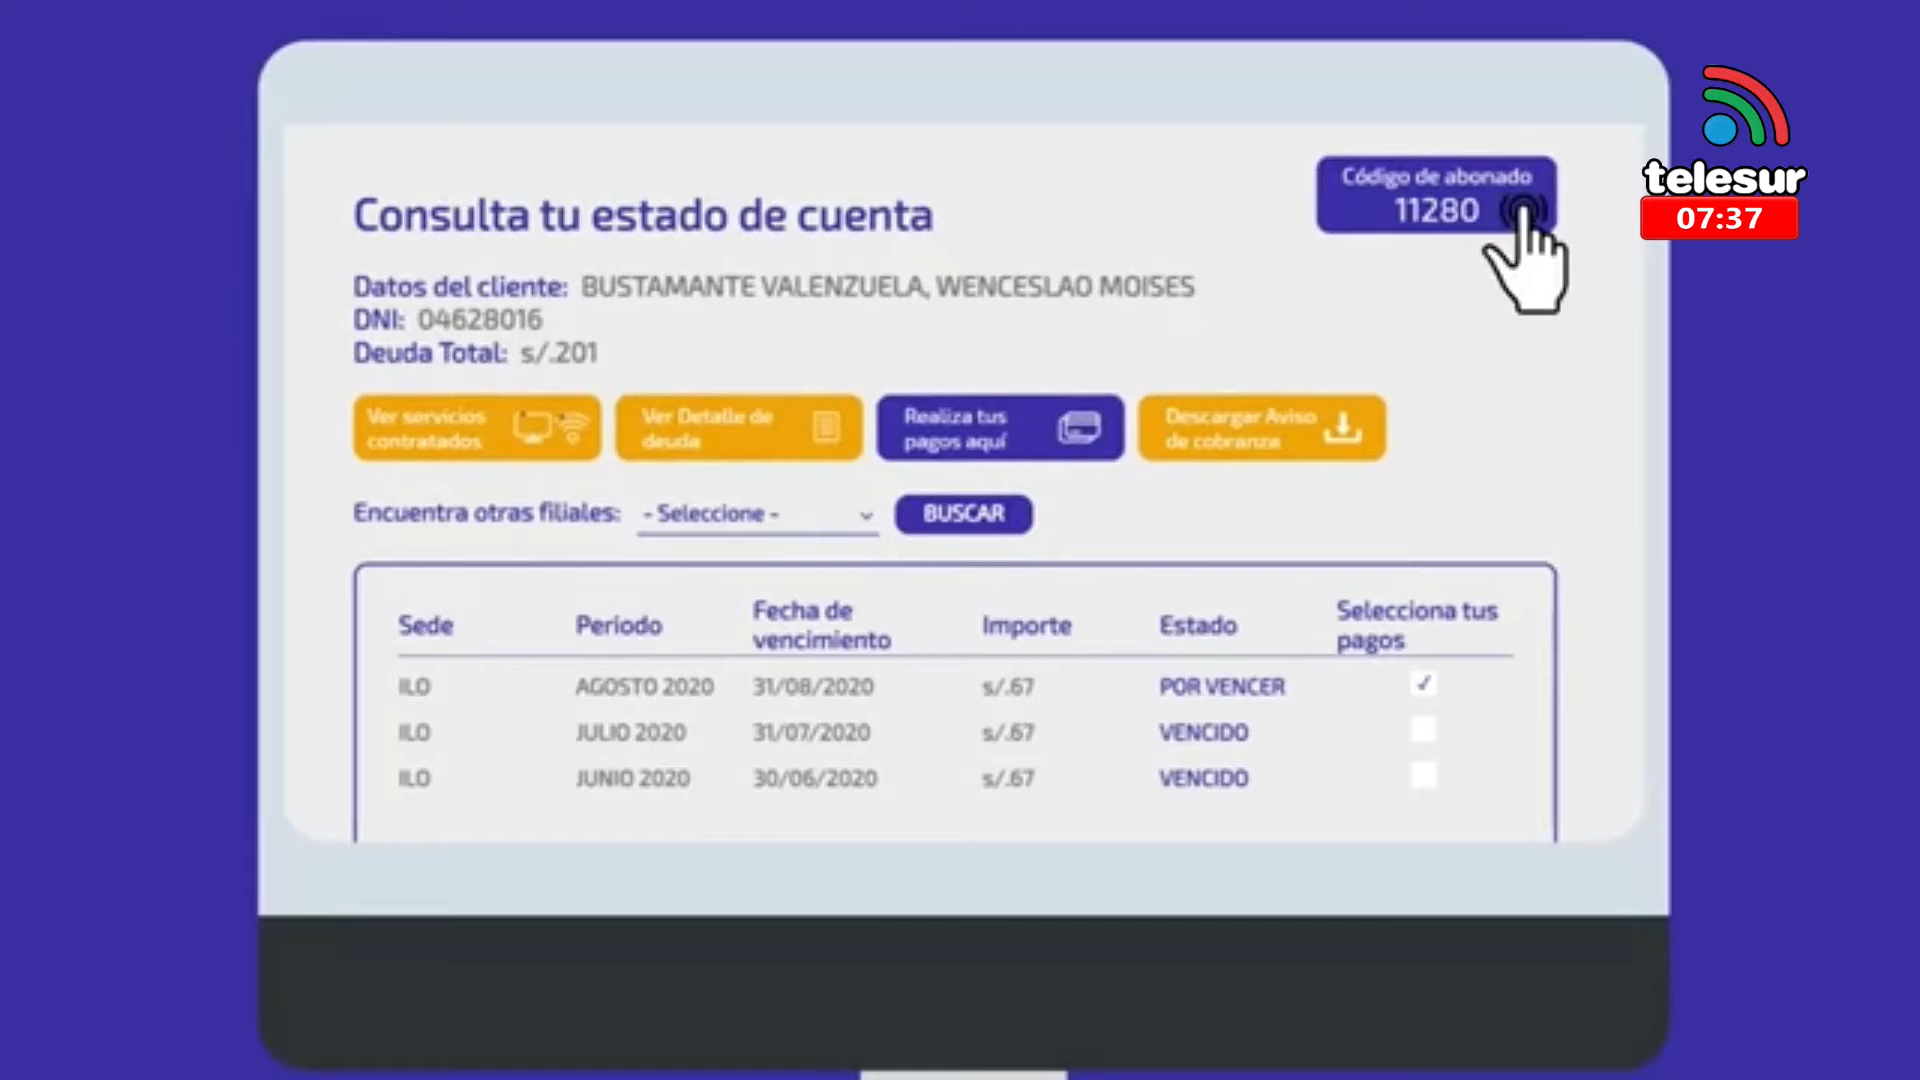 Código de abonado
11280
telesur
07:37
Consulta tu estado de cuenta
Datos del cliente: BUSTAMANTE VALENZUELA, WENCESLAO MOISES
DNI: 04628016
Deuda Total: s/.201
Ver servicios
contratados
Ver Detalle de
deuda
Realiza tus
pagos aquí
Descargar Aviso
de cobranza
Encuentra otras filiales: - Seleccione - BUSCAR
Sede Periodo Fecha de vencimiento Importe Estado Selecciona tus pagos
ILO AGOSTO 2020 31/08/2020 s/.67 POR VENCER
ILO JULIO 2020 31/07/2020 s/.67 VENCIDO
ILO JUNIO 2020 30/06/2020 s/.67 VENCIDO